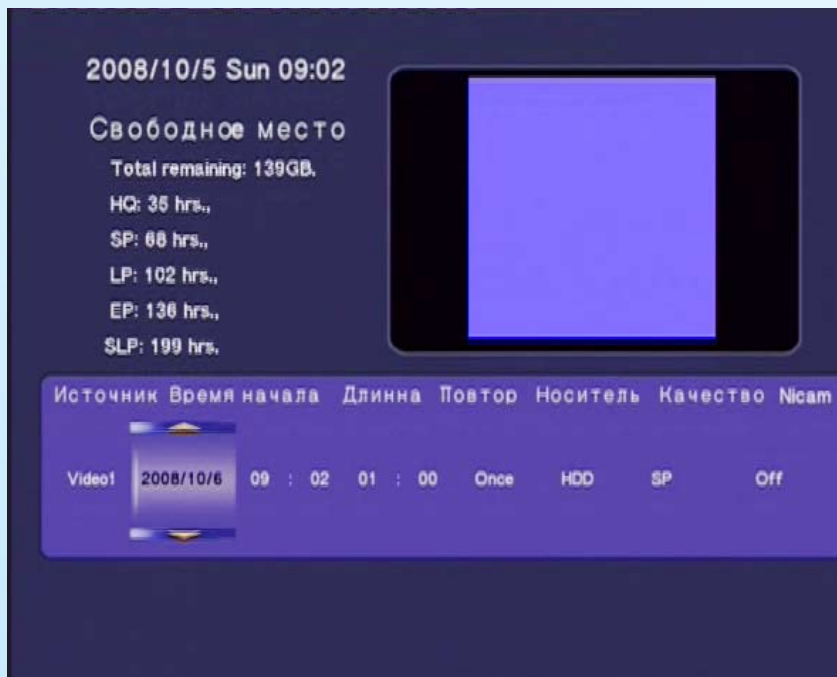 2008/10/5 Sun 09:02
Свободное место
Total remaining: 139GB.
HQ: 35 hrs.,
SP: 68 hrs.,
LP: 102 hrs.,
EP: 136 hrs.,
SLP: 199 hrs.
Источник Время начала Длинна Повтор Носитель Качество Nicam
Video1 2008/10/6 09 : 02 01 : 00 Once HDD SP Off